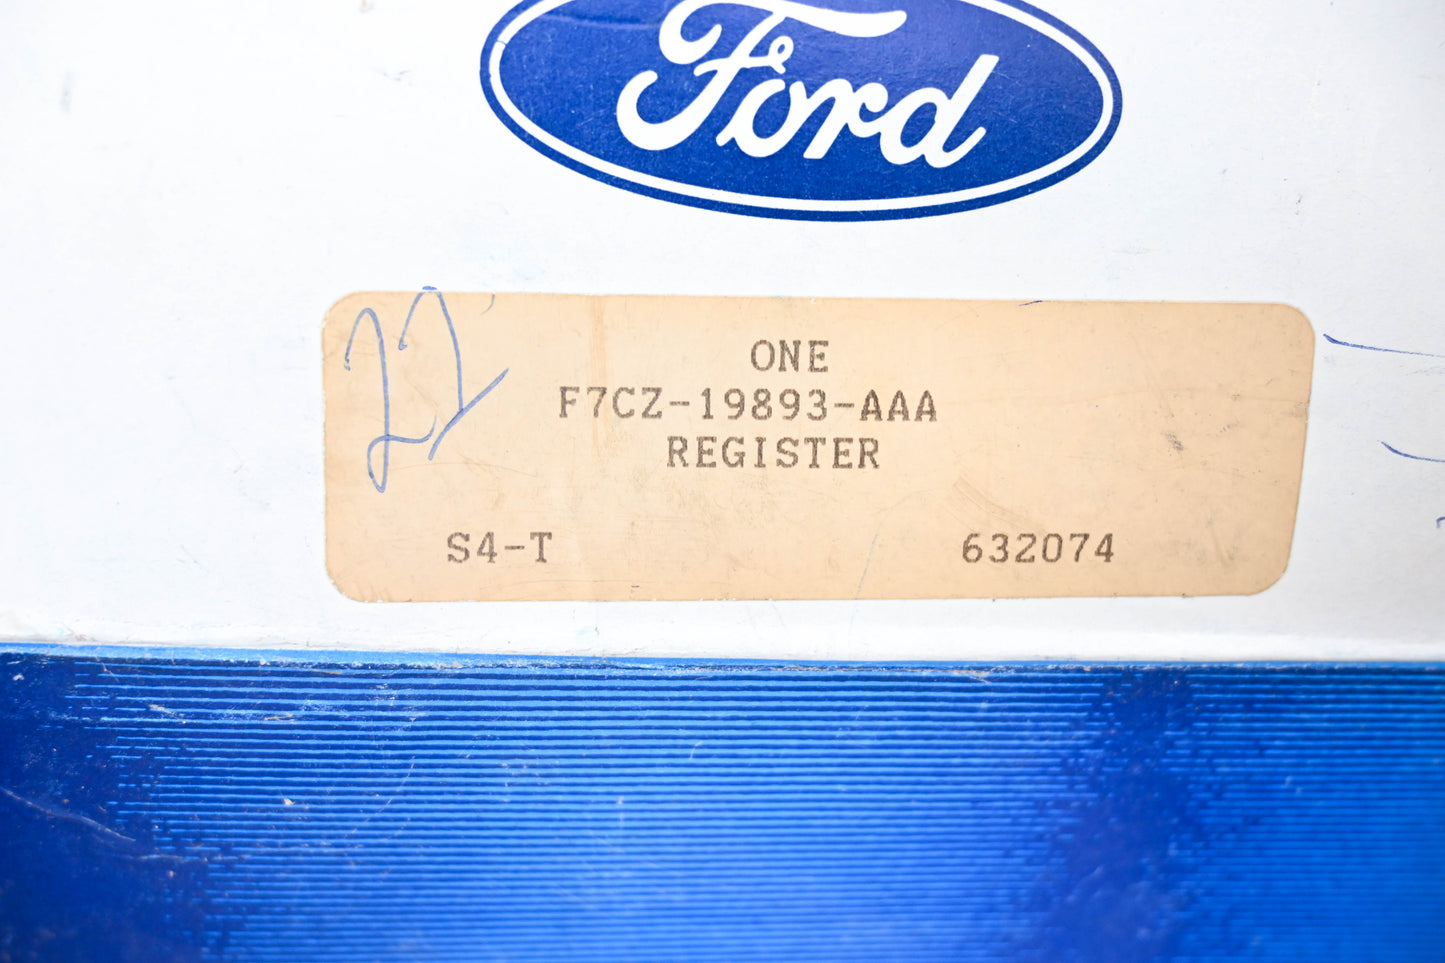 Ford
ONE
F7CZ-19893-AAA
REGISTER
S4-T 632074